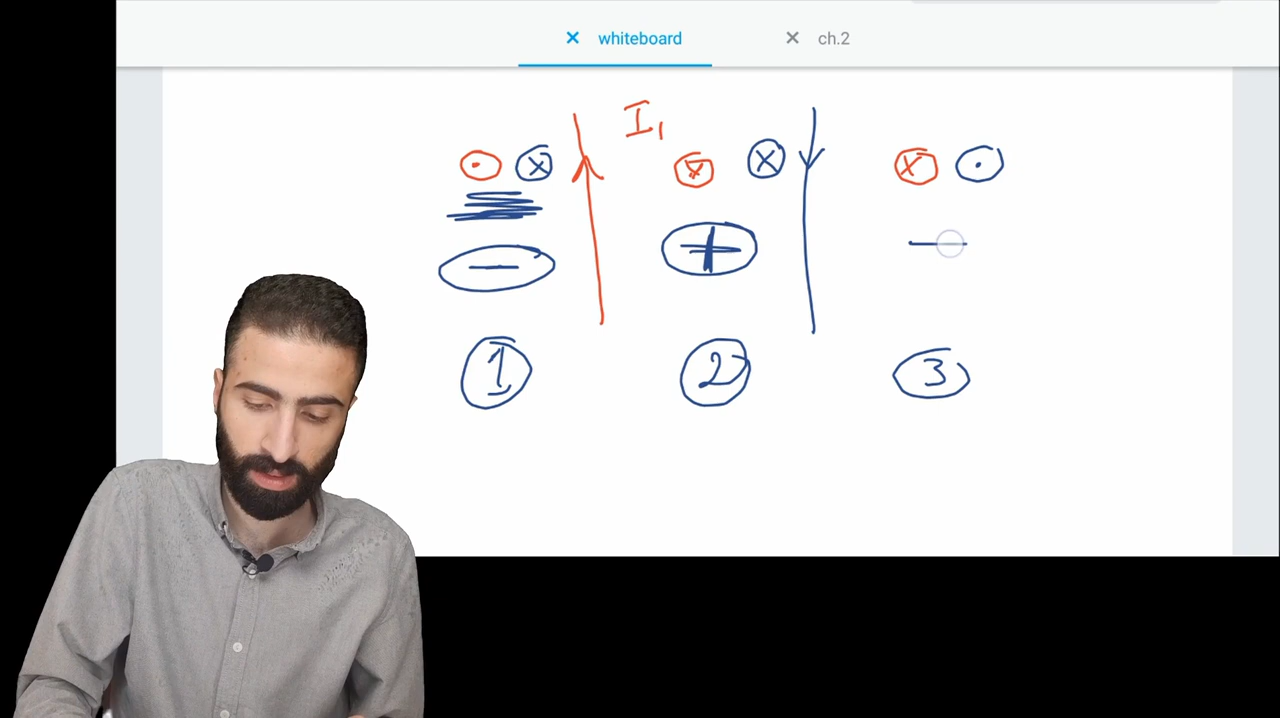 × whiteboard × ch.2
I₁
⊙ ⊗ ⊗ ⊗ ⊗ ⊙
− + −
1 2 3